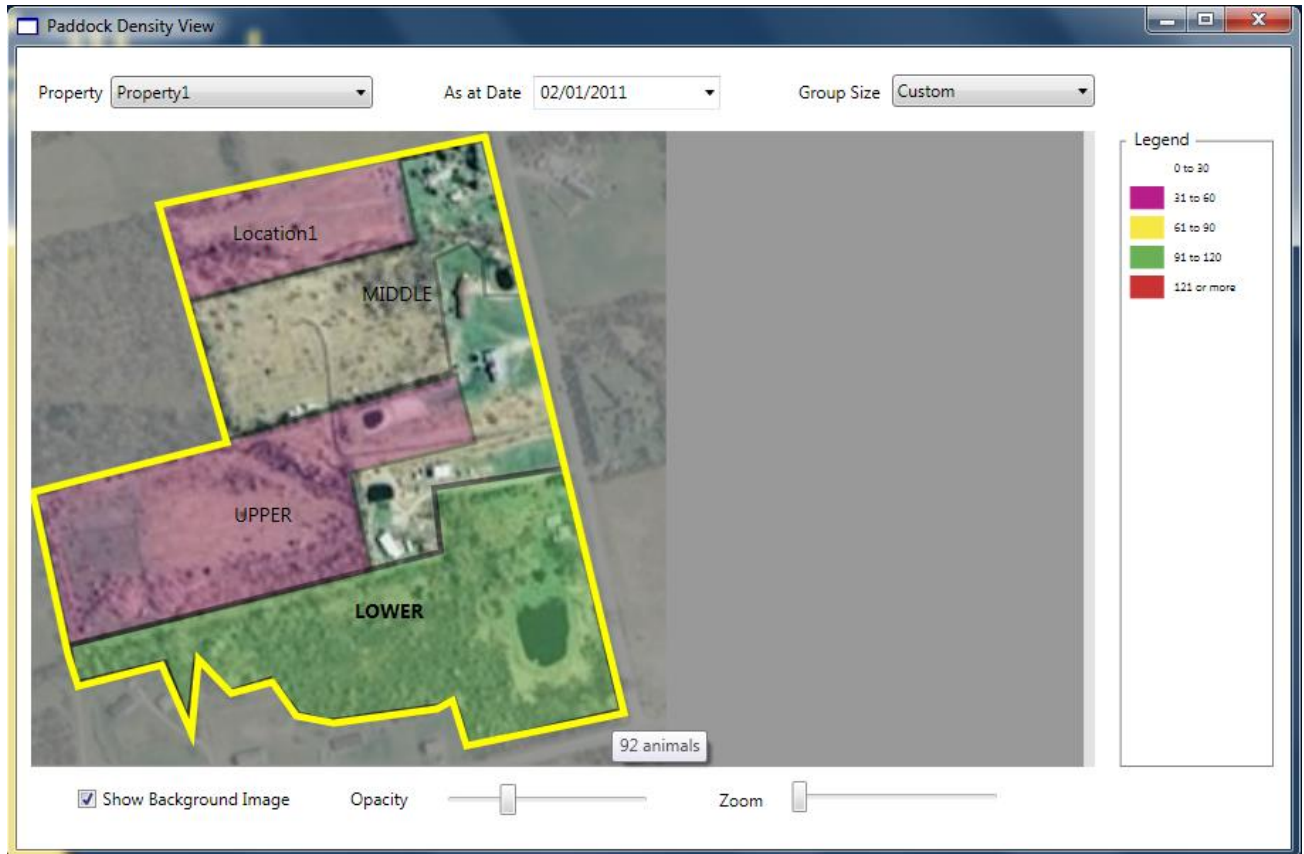 Paddock Density View
Property Property1 As at Date 02/01/2011 Group Size Custom
Legend
0 to 30
31 to 60
61 to 90
91 to 120
121 or more
Location1
MIDDLE
UPPER
LOWER
92 animals
Show Background Image Opacity Zoom